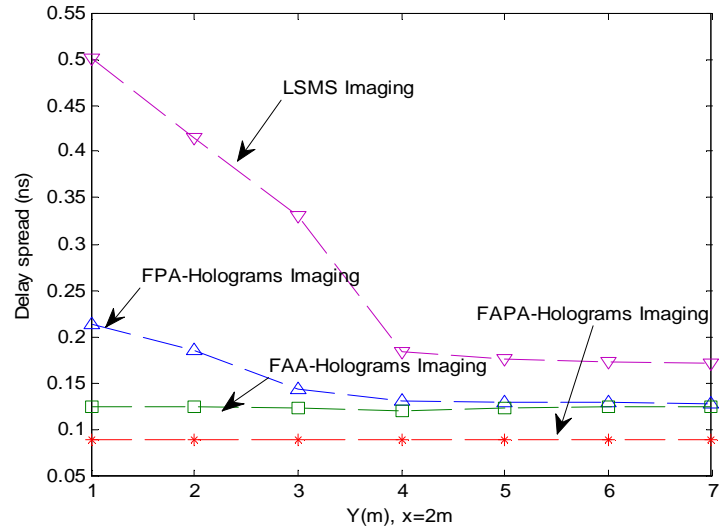 0.55
0.5
0.45
0.4
0.35
0.3
0.25
0.2
0.15
0.1
0.05
Delay spread (ns)
LSMS Imaging
FPA-Holograms Imaging
FAPA-Holograms Imaging
FAA-Holograms Imaging
1 2 3 4 5 6 7
Y(m), x=2m